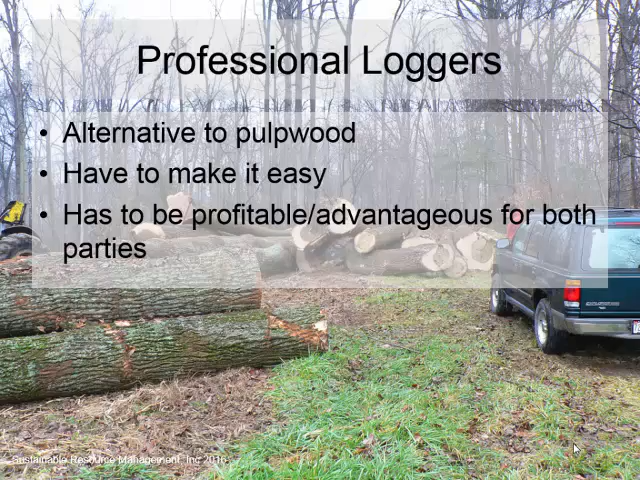 Professional Loggers
• Alternative to pulpwood
• Have to make it easy
• Has to be profitable/advantageous for both
parties
Sustainable Resource Management, Inc 2016